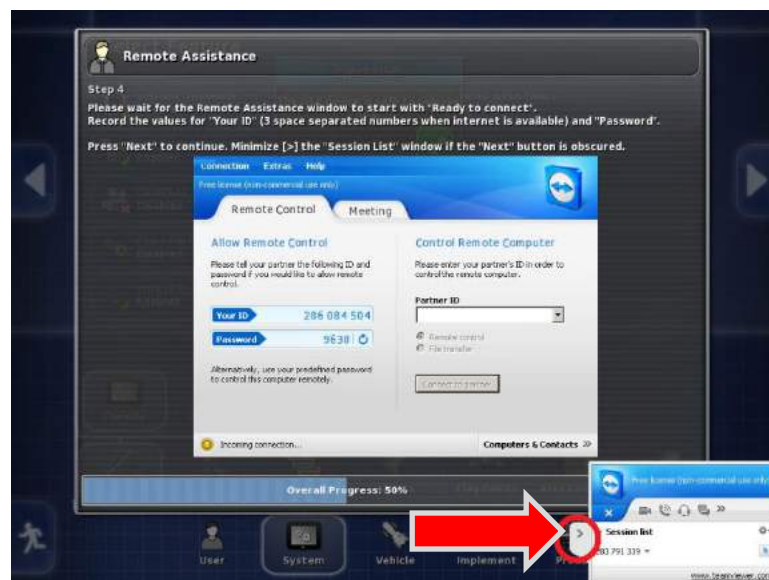 Remote Assistance
Step 4
Please wait for the Remote Assistance window to start with "Ready to connect".
Record the values for "Your ID" (3 space separated numbers when internet is available) and "Password".
Press "Next" to continue. Minimize [>] the "Session List" window if the "Next" button is obscured.
Connection Extras Help
Free license (non-commercial use only)
Remote Control Meeting
Allow Remote Control
Please tell your partner the following ID and
password if you would like to allow remote
control.
Your ID 286 084 504
Password 9638
Alternatively, use your predefined password
to control this computer remotely.
Incoming connection...
Control Remote Computer
Please enter your partner's ID in order to
control the remote computer.
Partner ID
Remote control
File transfer
Connect to partner
Computers & Contacts »
Overall Progress: 50%
Free license (non-commercial use only)
Session list
www.teamviewer.com
User System Vehicle Implement